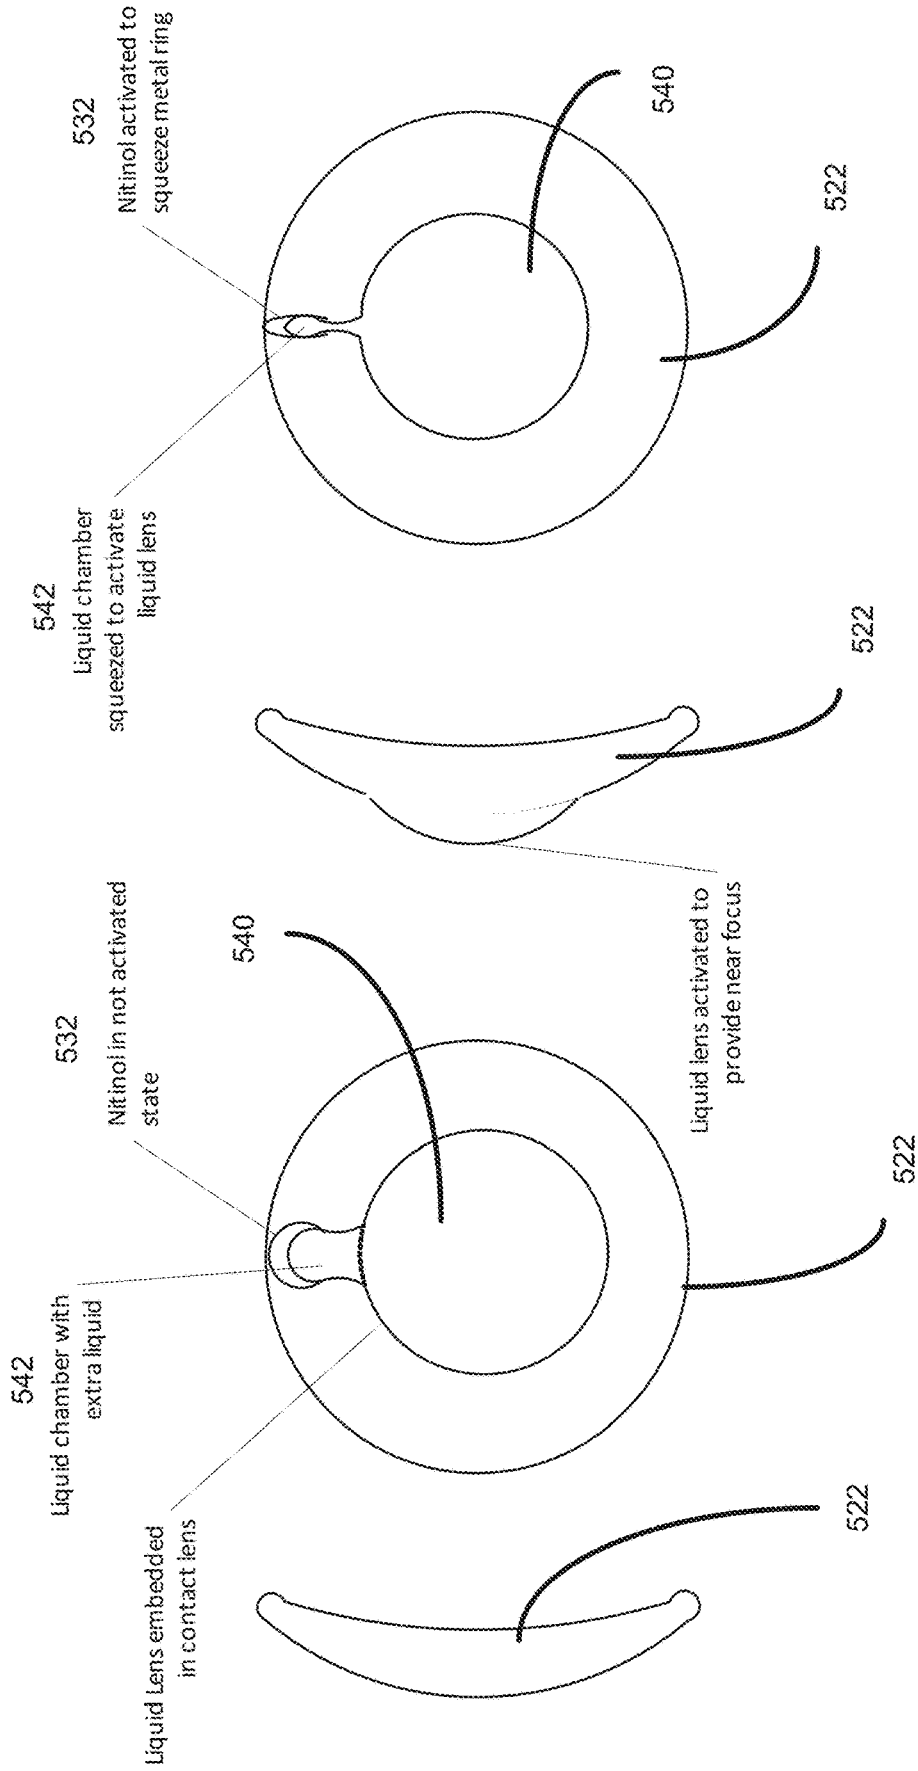 542
Liquid chamber with
extra liquid
532
Nitinol in not activated
state
Liquid Lens embedded
in contact lens
540
522
522
542
Liquid chamber
squeezed to activate
liquid lens
532
Nitinol activated to
squeeze metal ring
Liquid lens activated to
provide near focus
522
540
522